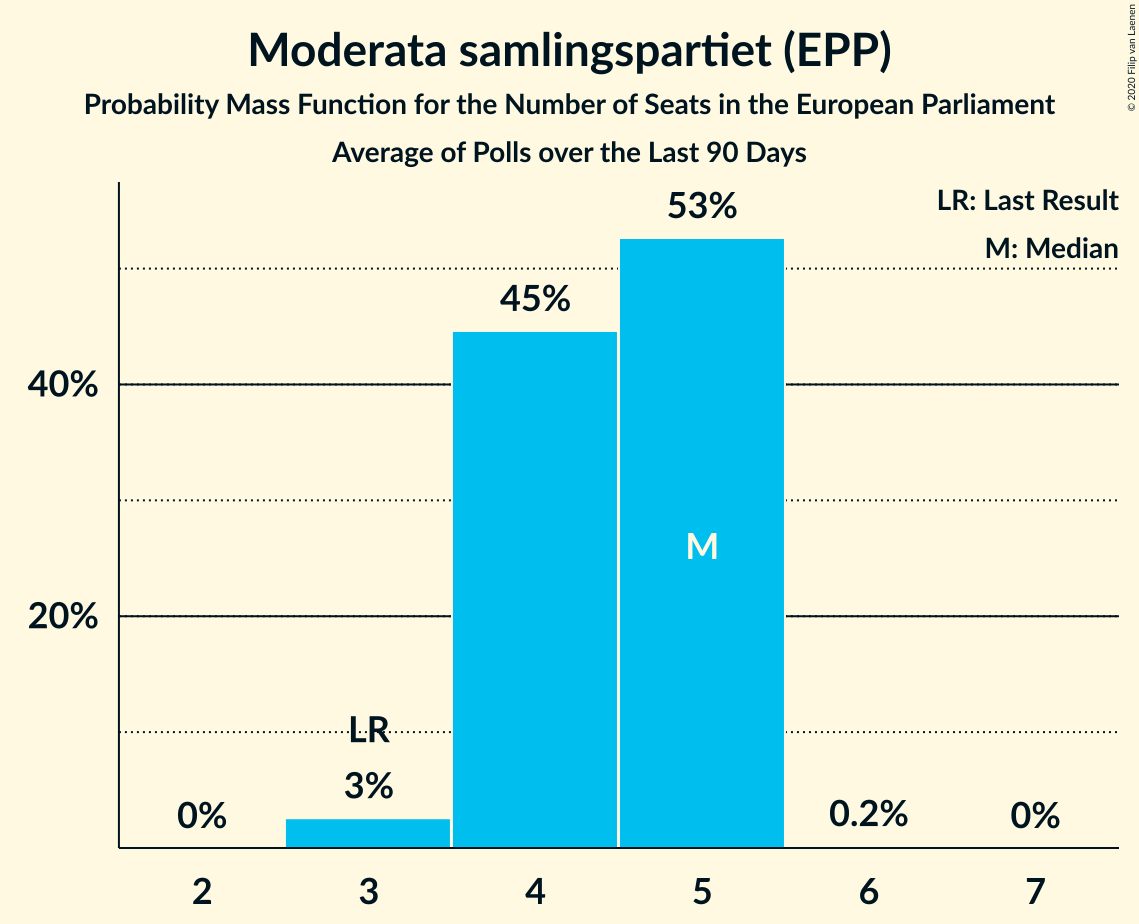 Moderata samlingspartiet (EPP)
Probability Mass Function for the Number of Seats in the European Parliament
Average of Polls over the Last 90 Days
© 2020 Filip van Laenen
LR: Last Result
M: Median
53%
45%
40%
M
20%
LR
3%
0%
0.2%
0%
2 3 4 5 6 7